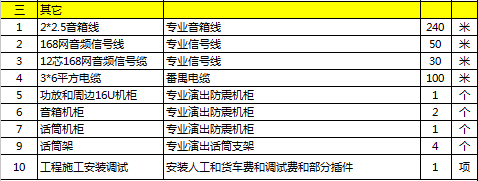 三 其它
1 2*2.5音箱线 专业音箱线 240 米
2 168网音频信号线 专业信号线 50 米
3 12芯168网音频信号缆 专业信号线 30 米
4 3*6平方电缆 番禺电缆 100 米
5 功放和周边16U机柜 专业演出防震机柜 1 个
6 音箱机柜 专业演出防震机柜 2 个
7 话筒机柜 专业演出防震机柜 1 个
9 话筒架 专业演出话筒支架 4 个
10 工程施工安装调试 安装人工和货车费和调试费和部分插件 1 项